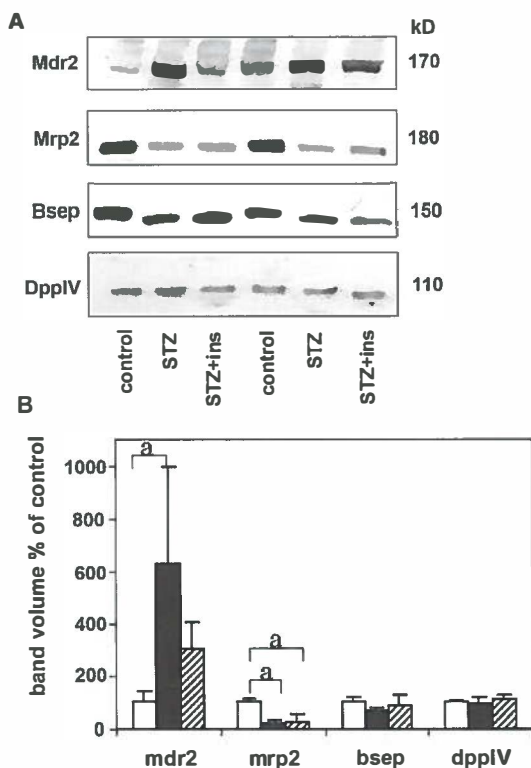 A
kD
Mdr2 170
Mrp2 180
Bsep 150
DppIV 110
control STZ STZ+ins control STZ STZ+ins
B
band volume % of control
1000
800
600
400
200
0
a
a
a
mdr2 mrp2 bsep dppIV